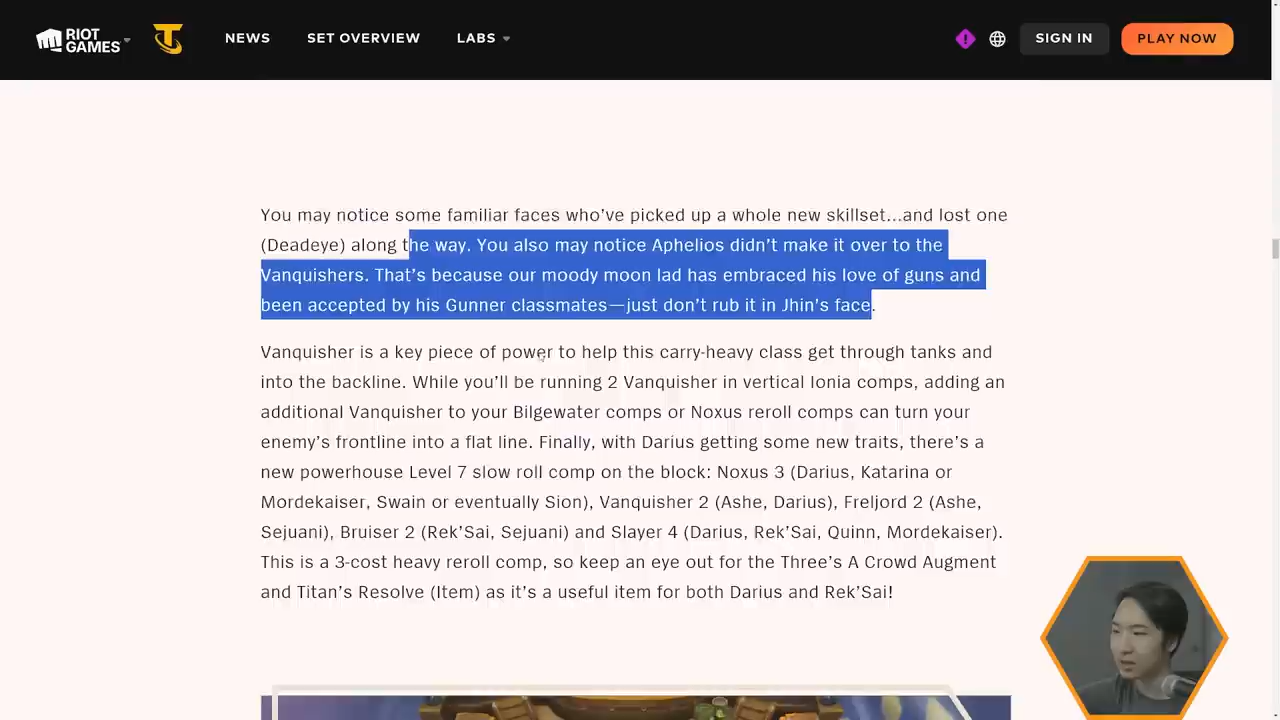 RIOT GAMES
NEWS
SET OVERVIEW
LABS
SIGN IN
PLAY NOW
You may notice some familiar faces who’ve picked up a whole new skillset…and lost one
(Deadeye) along the way. You also may notice Aphelios didn’t make it over to the
Vanquishers. That’s because our moody moon lad has embraced his love of guns and
been accepted by his Gunner classmates—just don’t rub it in Jhin’s face.
Vanquisher is a key piece of power to help this carry-heavy class get through tanks and
into the backline. While you’ll be running 2 Vanquisher in vertical Ionia comps, adding an
additional Vanquisher to your Bilgewater comps or Noxus reroll comps can turn your
enemy’s frontline into a flat line. Finally, with Darius getting some new traits, there’s a
new powerhouse Level 7 slow roll comp on the block: Noxus 3 (Darius, Katarina or
Mordekaiser, Swain or eventually Sion), Vanquisher 2 (Ashe, Darius), Freljord 2 (Ashe,
Sejuani), Bruiser 2 (Rek’Sai, Sejuani) and Slayer 4 (Darius, Rek’Sai, Quinn, Mordekaiser).
This is a 3-cost heavy reroll comp, so keep an eye out for the Three’s A Crowd Augment
and Titan’s Resolve (Item) as it’s a useful item for both Darius and Rek’Sai!